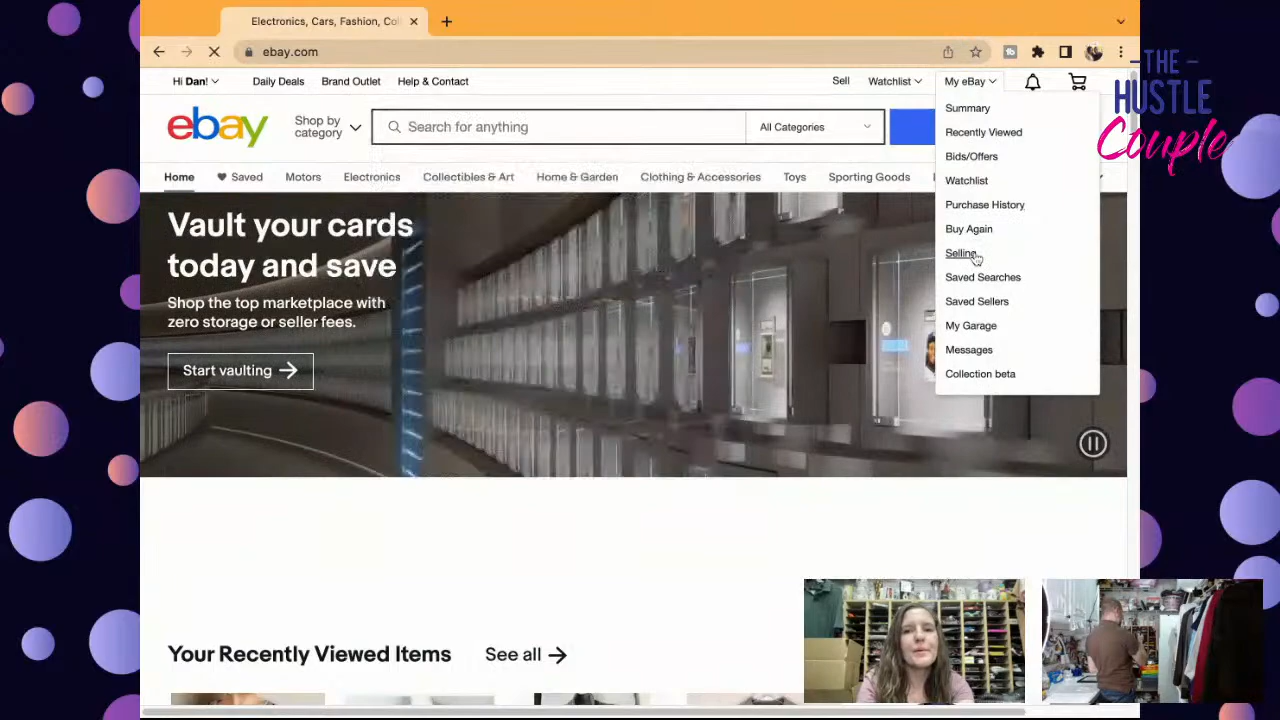 Electronics, Cars, Fashion, Col
ebay.com
THE
HUSTLE
Couple
Hi Dan!
Daily Deals
Brand Outlet
Help & Contact
Sell
Watchlist
My eBay
ebay
Shop by
category
Search for anything
All Categories
Summary
Recently Viewed
Bids/Offers
Watchlist
Purchase History
Buy Again
Selling
Saved Searches
Saved Sellers
My Garage
Messages
Collection beta
Home
Saved
Motors
Electronics
Collectibles & Art
Home & Garden
Clothing & Accessories
Toys
Sporting Goods
Vault your cards
today and save
Shop the top marketplace with
zero storage or seller fees.
Start vaulting
Your Recently Viewed Items
See all